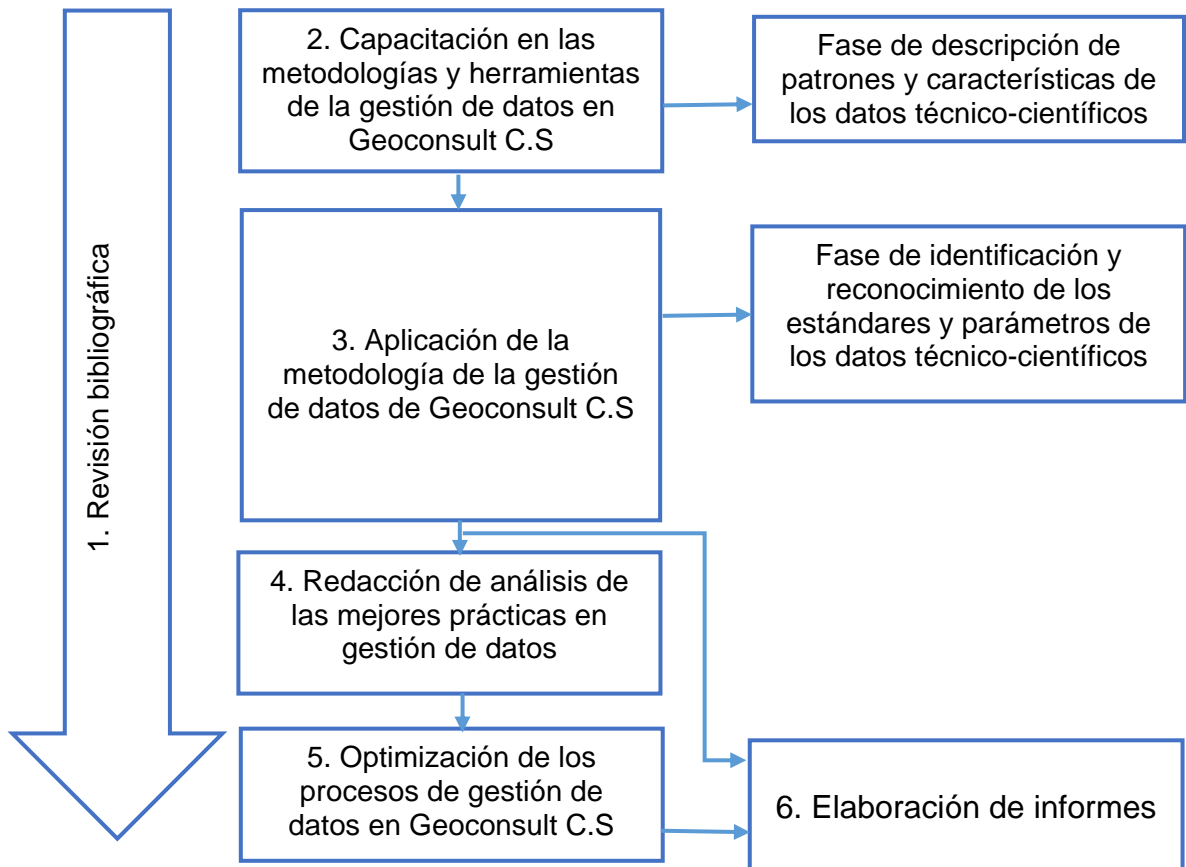 1. Revisión bibliográfica
2. Capacitación en las
metodologías y herramientas
de la gestión de datos en
Geoconsult C.S
Fase de descripción de
patrones y características de
los datos técnico-científicos
3. Aplicación de la
metodología de la gestión
de datos de Geoconsult C.S
Fase de identificación y
reconocimiento de los
estándares y parámetros de
los datos técnico-científicos
4. Redacción de análisis de
las mejores prácticas en
gestión de datos
5. Optimización de los
procesos de gestión de
datos en Geoconsult C.S
6. Elaboración de informes